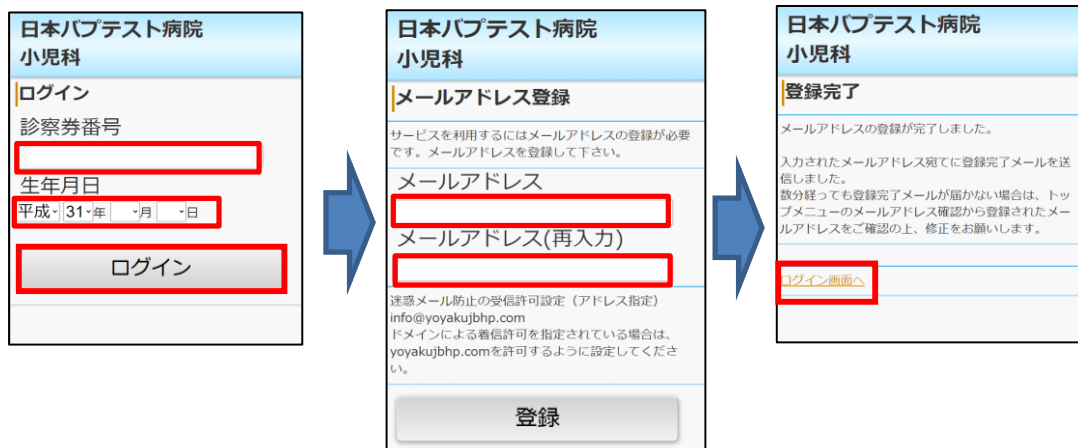 日本バプテスト病院
小児科
ログイン
診察券番号
生年月日
平成 31 年 月 日
ログイン
日本バプテスト病院
小児科
メールアドレス登録
サービスを利用するにはメールアドレスの登録が必要
です。メールアドレスを登録して下さい。
メールアドレス
メールアドレス(再入力)
迷惑メール防止の受信許可設定（アドレス指定）
info@yoyakujbhp.com
ドメインによる着信許可を指定されている場合は、
yoyakujbhp.comを許可するように設定してくださ
い。
登録
日本バプテスト病院
小児科
登録完了
メールアドレスの登録が完了しました。
入力されたメールアドレス宛てに登録完了メールを送
信しました。
数分経っても登録完了メールが届かない場合は、トッ
プメニューのメールアドレス確認から登録されたメー
ルアドレスをご確認の上、修正をお願いします。
ログイン画面へ